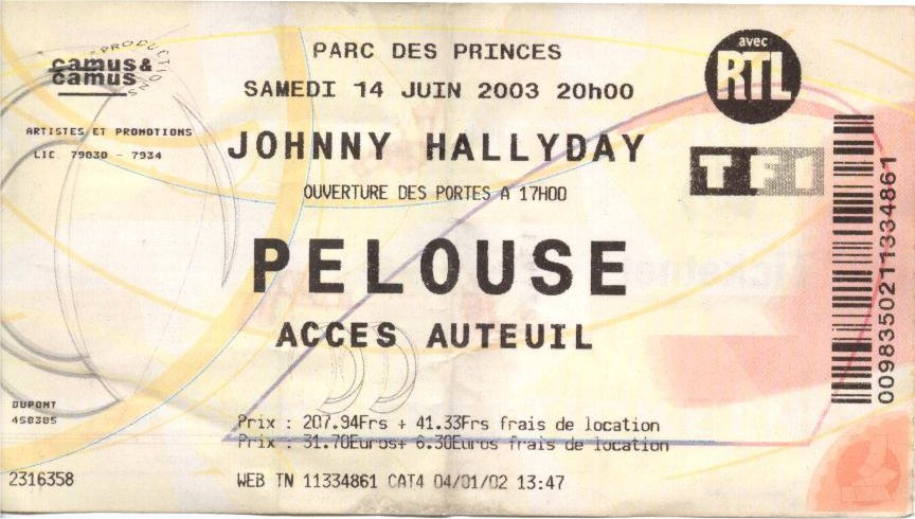 PARC DES PRINCES
SAMEDI 14 JUIN 2003 20h00
camus &
camus
PRODUCTIONS
avec
RTL
ARTISTES ET PROMOTIONS
LIC. 79030 - 7934
JOHNNY HALLYDAY
TF1
OUVERTURE DES PORTES A 17H00
PELOUSE
ACCES AUTEUIL
0098350211334861
DUPONT
450305
Prix : 207.94Frs + 41.33Frs frais de location
Prix : 31.70Euros+ 6.30Euros frais de location
2316358
WEB TN 11334861 CAT4 04/01/02 13:47